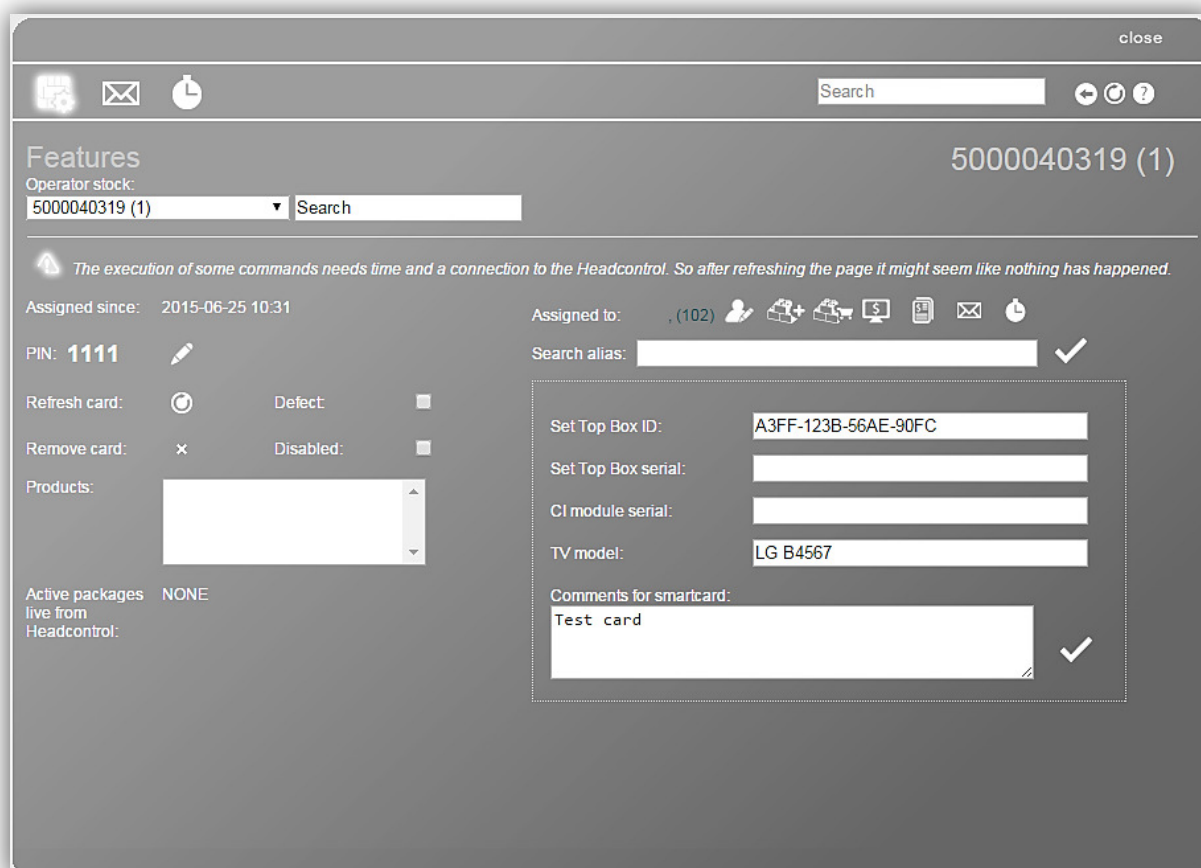 close
Search
Features
5000040319 (1)
Operator stock:
5000040319 (1)
Search
The execution of some commands needs time and a connection to the Headcontrol. So after refreshing the page it might seem like nothing has happened.
Assigned since: 2015-06-25 10:31
PIN: 1111
Refresh card:
Defect:
Remove card:
Disabled:
Products:
Active packages
live from
Headcontrol:
NONE
Assigned to: , (102)
Search alias:
Set Top Box ID: A3FF-123B-56AE-90FC
Set Top Box serial:
CI module serial:
TV model: LG B4567
Comments for smartcard:
Test card